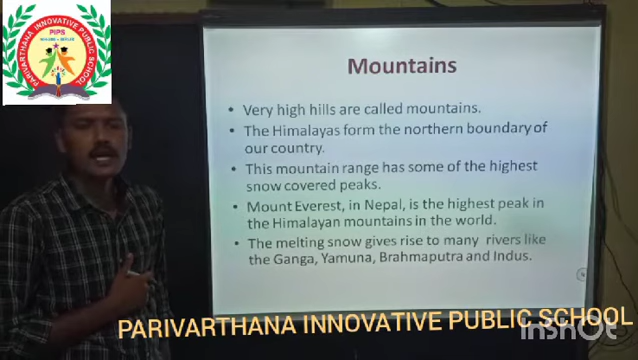 PARIVARTHANA INNOVATIVE PUBLIC SCHOOL
PIPS
Mountains
• Very high hills are called mountains.
• The Himalayas form the northern boundary of
our country.
• This mountain range has some of the highest
snow covered peaks.
• Mount Everest, in Nepal, is the highest peak in
the Himalayan mountains in the world.
• The melting snow gives rise to many rivers like
the Ganga, Yamuna, Brahmaputra and Indus.
PARIVARTHANA INNOVATIVE PUBLIC SCHOOL
InShOt